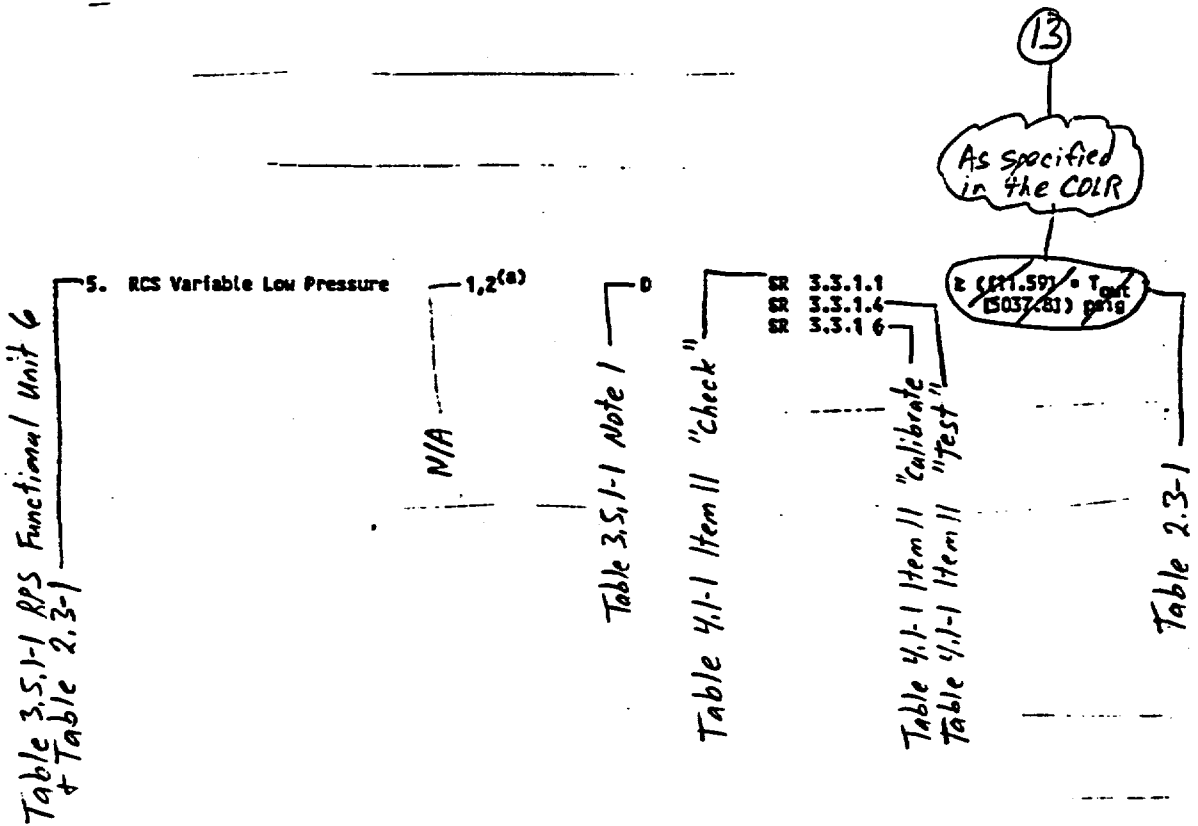 13
As specified
in the COLR
5. RCS Variable Low Pressure 1,2(a) D SR 3.3.1.1 ≥ ([11.59] * Tout
SR 3.3.1.4 [5037.8]) psig
SR 3.3.1 6
Table 3.5.1-1 RPS Functional Unit 6
+ Table 2.3-1
N/A
Table 3.5.1-1 Note 1
Table 4.1-1 Item 11 "Check"
Table 4.1-1 Item 11 "Calibrate"
Table 4.1-1 Item 11 "Test"
Table 2.3-1